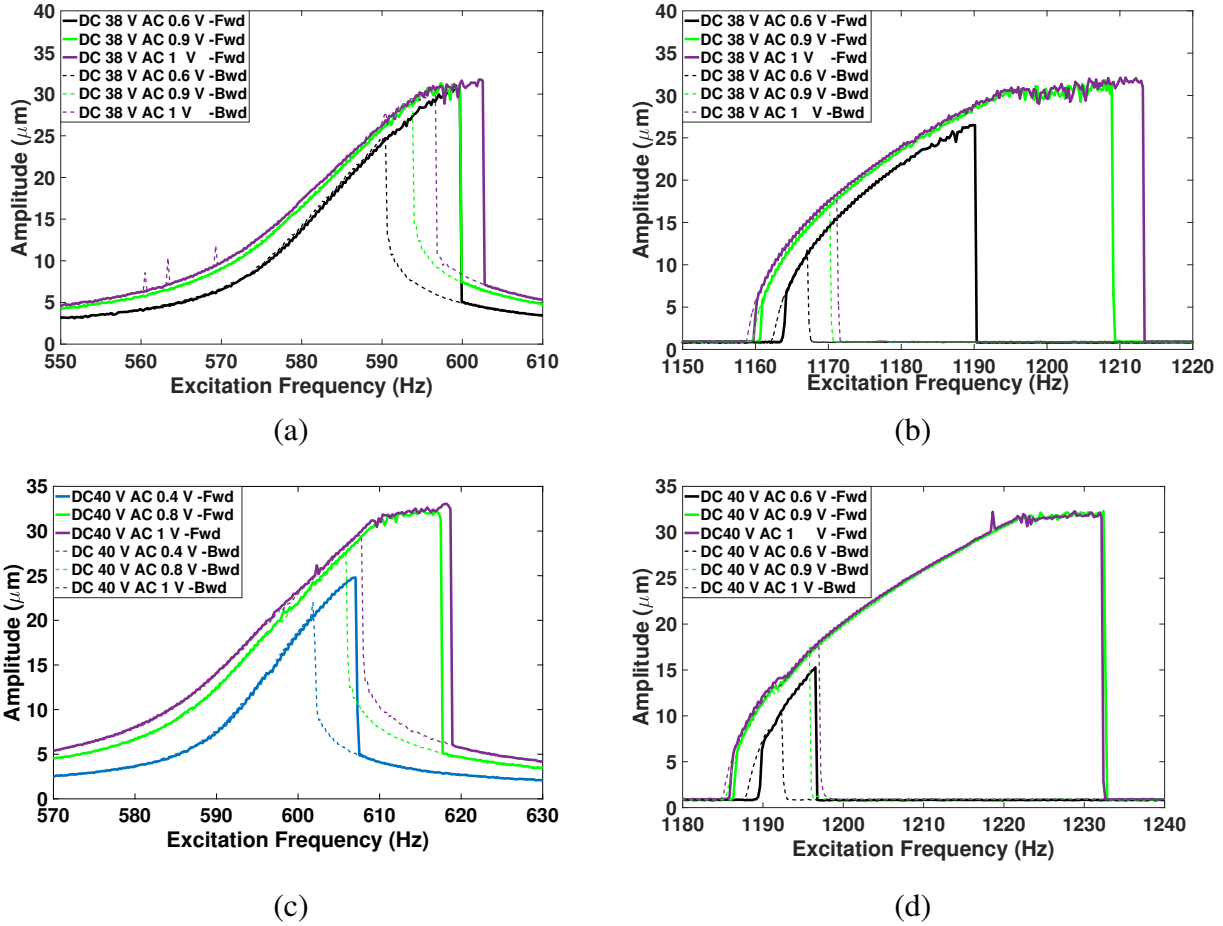 DC 38 V AC 0.6 V -Fwd
DC 38 V AC 0.9 V -Fwd
DC 38 V AC 1 V -Fwd
DC 38 V AC 0.6 V -Bwd
DC 38 V AC 0.9 V -Bwd
DC 38 V AC 1 V -Bwd
40
35
30
25
20
15
10
5
0
Amplitude (μm)
550 560 570 580 590 600 610
Excitation Frequency (Hz)
(a)
DC 38 V AC 0.6 V -Fwd
DC 38 V AC 0.9 V -Fwd
DC 38 V AC 1 V -Fwd
DC 38 V AC 0.6 V -Bwd
DC 38 V AC 0.9 V -Bwd
DC 38 V AC 1 V -Bwd
40
35
30
25
20
15
10
5
0
Amplitude (μm)
1150 1160 1170 1180 1190 1200 1210 1220
Excitation Frequency (Hz)
(b)
DC40 V AC 0.4 V -Fwd
DC40 V AC 0.8 V -Fwd
DC40 V AC 1 V -Fwd
DC 40 V AC 0.4 V -Bwd
DC 40 V AC 0.8 V -Bwd
DC 40 V AC 1 V -Bwd
35
30
25
20
15
10
5
0
Amplitude (μm)
570 580 590 600 610 620 630
Excitation Frequency (Hz)
(c)
DC 40 V AC 0.6 V -Fwd
DC 40 V AC 0.9 V -Fwd
DC40 V AC 1 V -Fwd
DC 40 V AC 0.6 V -Bwd
DC 40 V AC 0.9 V -Bwd
DC 40 V AC 1 V -Bwd
35
30
25
20
15
10
5
0
Amplitude (μm)
1180 1190 1200 1210 1220 1230 1240
Excitation Frequency (Hz)
(d)